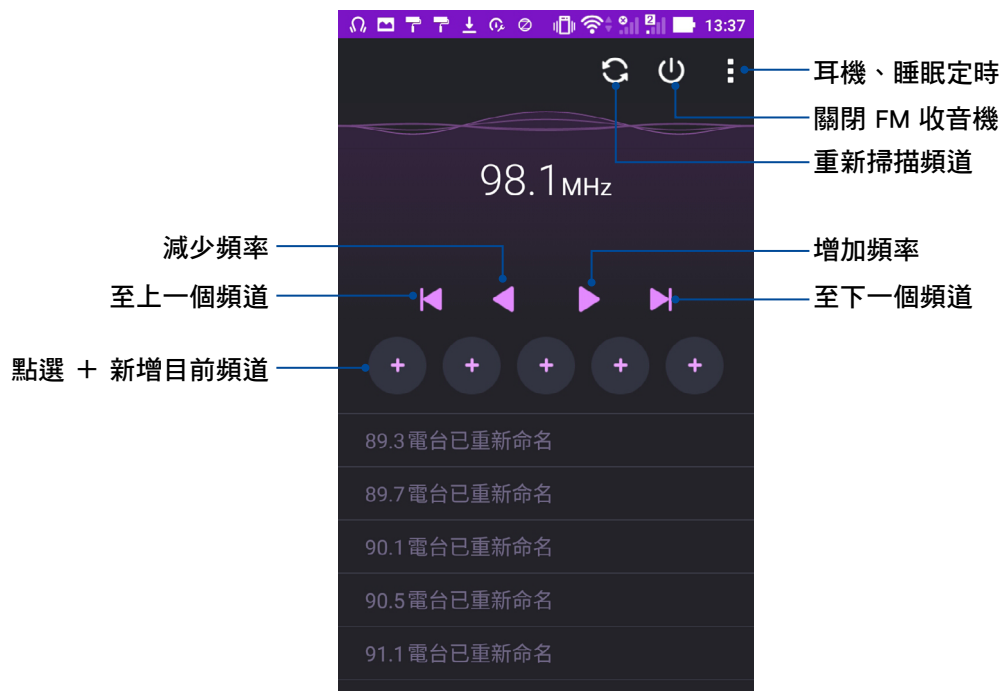 13:37
耳機、睡眠定時
關閉 FM 收音機
重新掃描頻道
98.1MHz
減少頻率
增加頻率
至上一個頻道
至下一個頻道
點選 ＋ 新增目前頻道
89.3電台已重新命名
89.7電台已重新命名
90.1電台已重新命名
90.5電台已重新命名
91.1電台已重新命名